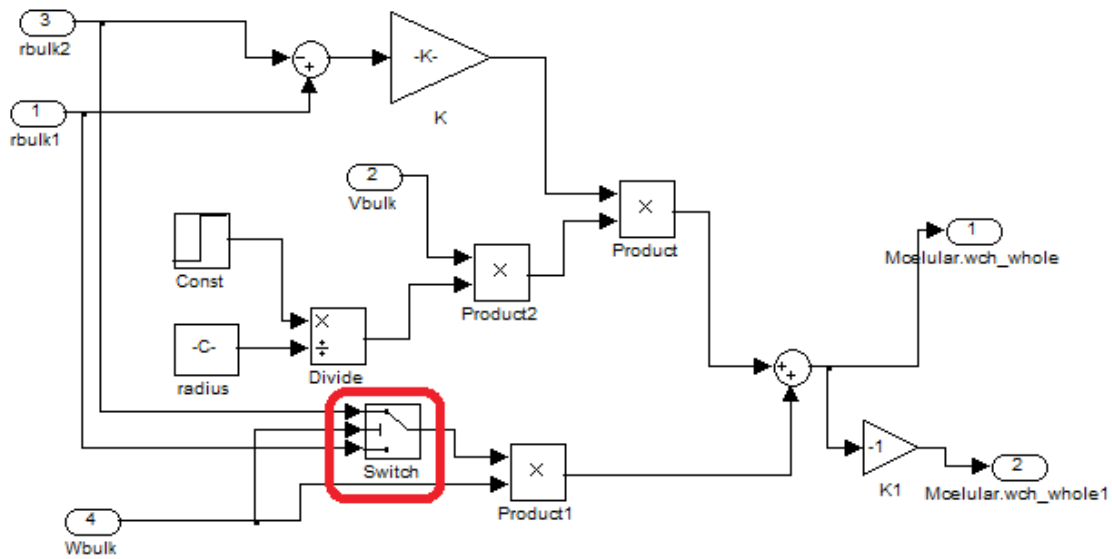 3
rbulk2
-K-
K
1
rbulk1
2
Vbulk
×
Product
1
Mcelular.wch_whole
Const
×
Product2
-C-
radius
×
÷
Divide
Switch
×
Product1
-1
K1
2
Mcelular.wch_whole1
4
Wbulk